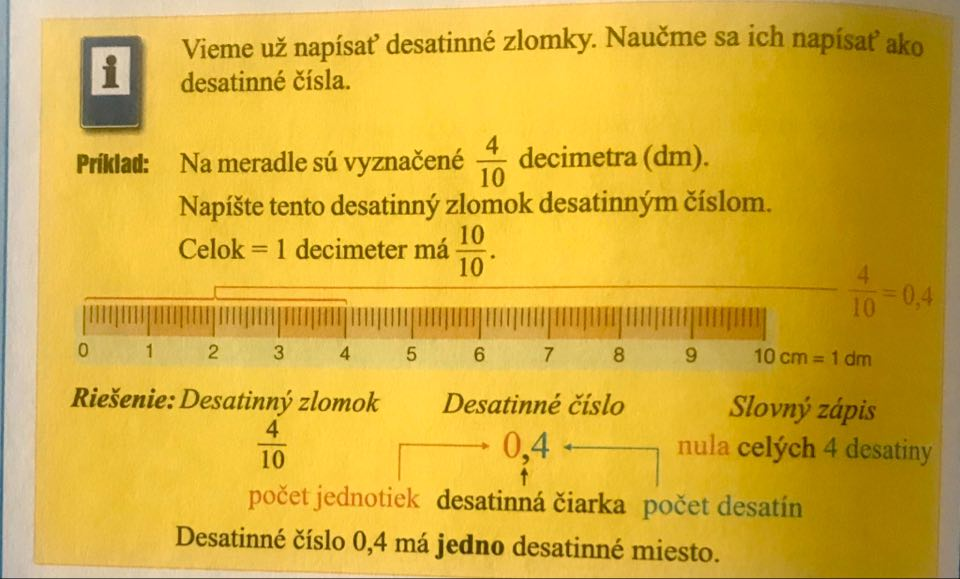 i
Vieme už napísať desatinné zlomky. Naučme sa ich napísať ako
desatinné čísla.
Príklad: Na meradle sú vyznačené 4/10 decimetra (dm).
Napíšte tento desatinný zlomok desatinným číslom.
Celok = 1 decimeter má 10/10.
4/10 = 0,4
0 1 2 3 4 5 6 7 8 9 10 cm = 1 dm
Riešenie: Desatinný zlomok Desatinné číslo Slovný zápis
4/10 0,4 nula celých 4 desatiny
počet jednotiek desatinná čiarka počet desatín
Desatinné číslo 0,4 má jedno desatinné miesto.